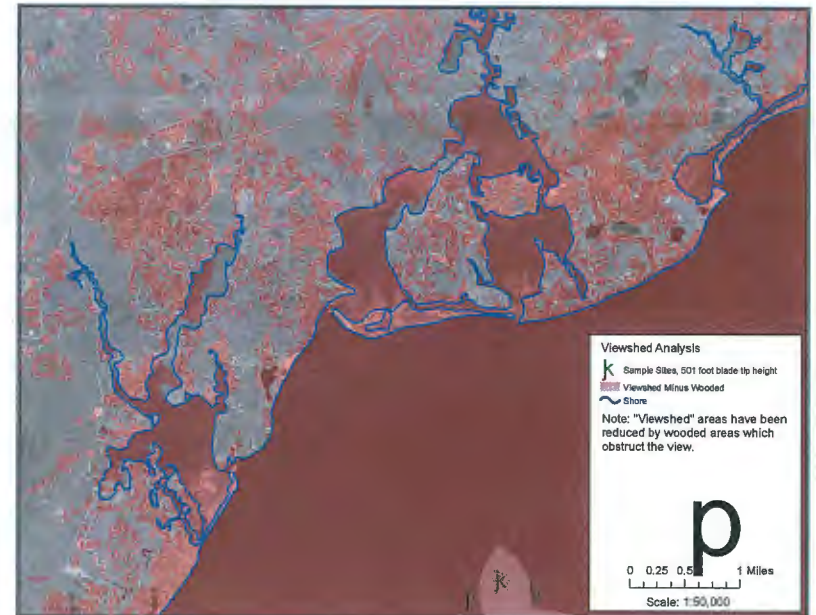 Viewshed Analysis
k Sample Sites, 501 foot blade tip height
Viewshed Minus Wooded
Shore
Note: "Viewshed" areas have been
reduced by wooded areas which
obstruct the view.
p
0 0.25 0.5 1 Miles
Scale: 1:50,000
k